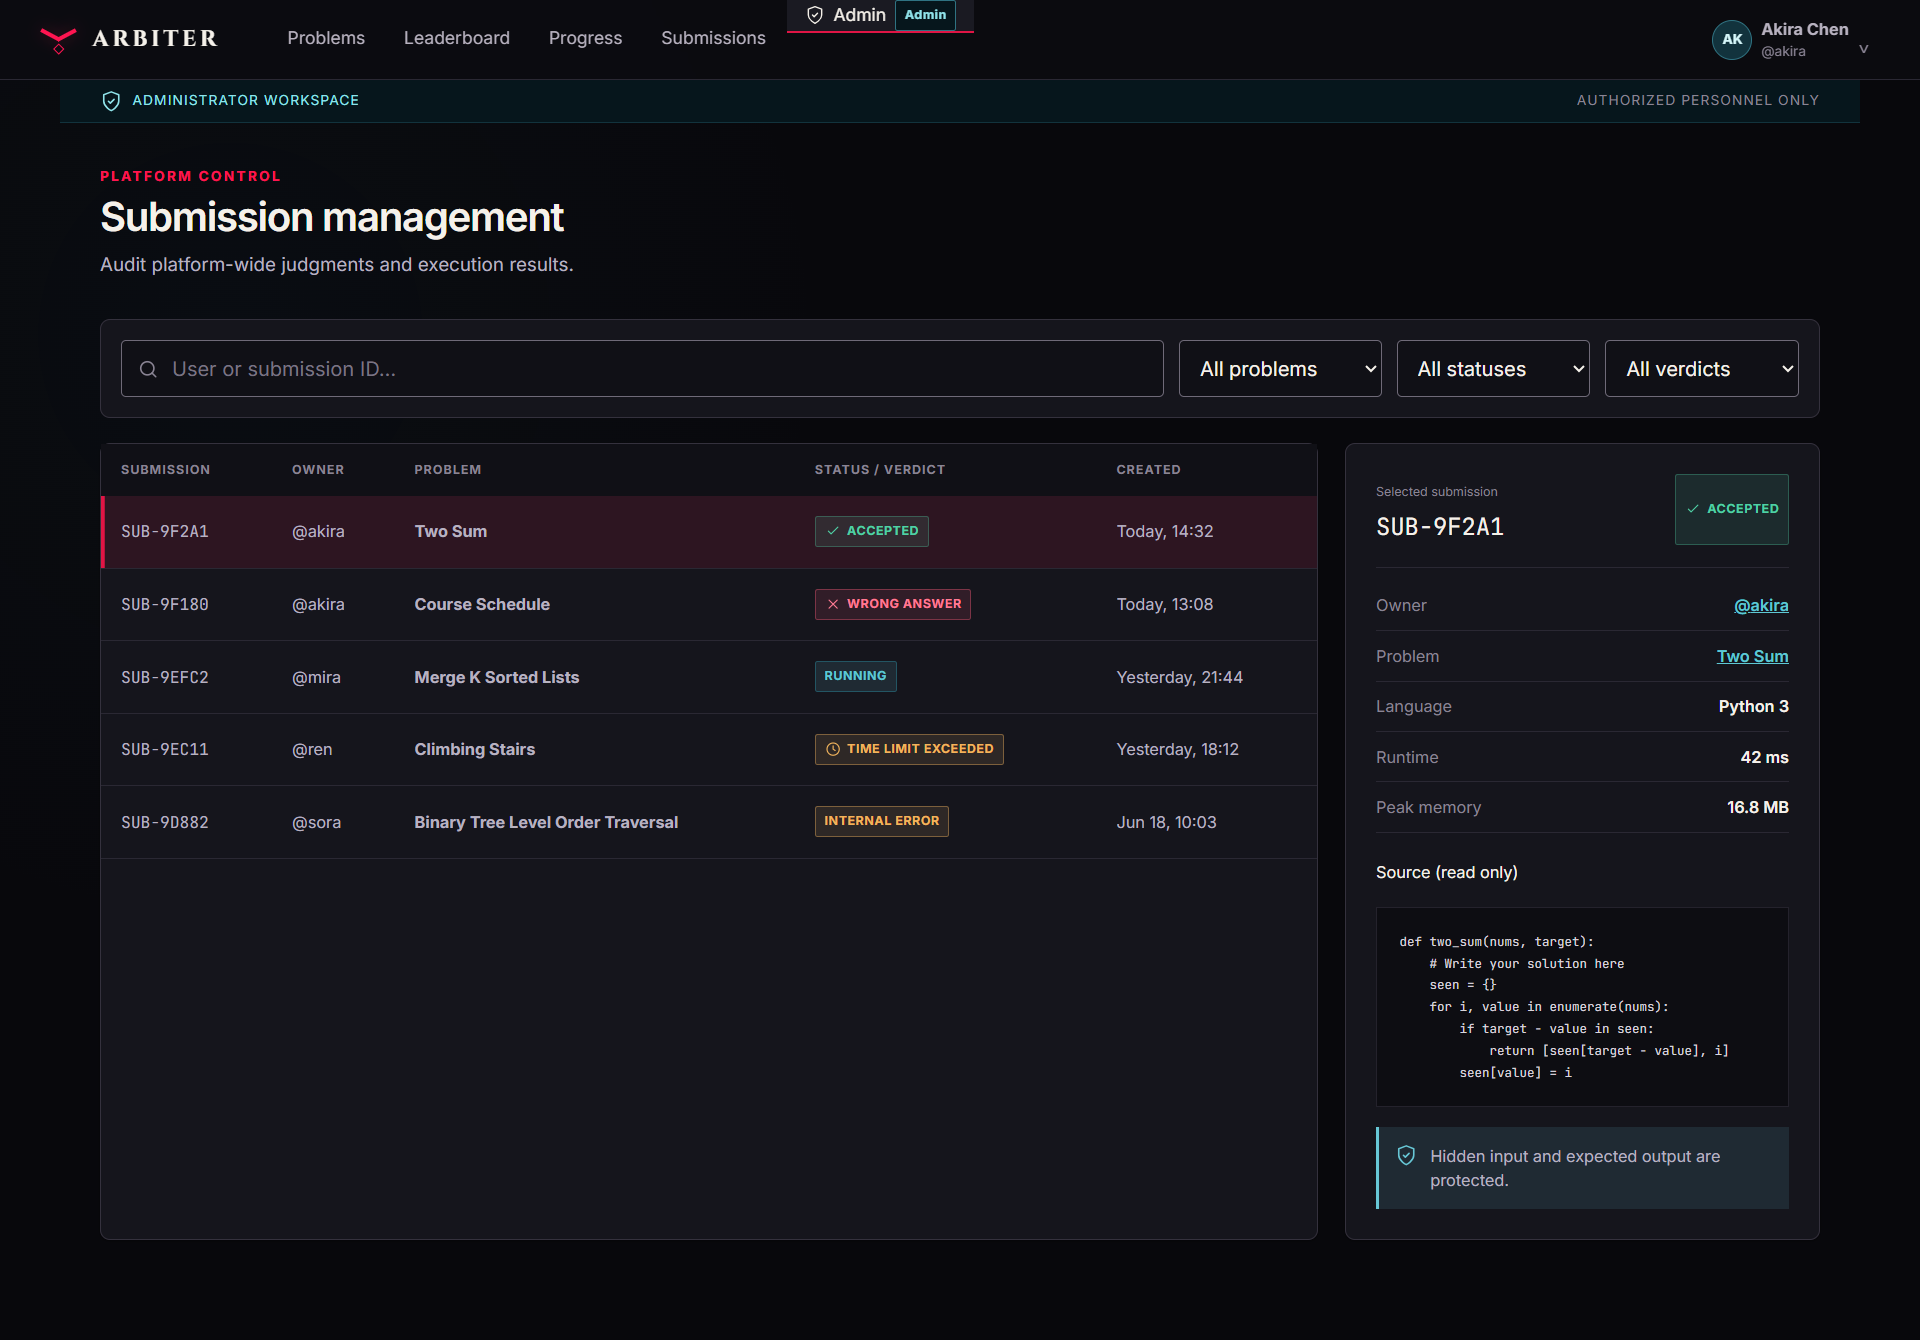 ARBITER
Problems
Leaderboard
Progress
Submissions
Admin Admin
AK
Akira Chen
@akira
ADMINISTRATOR WORKSPACE
AUTHORIZED PERSONNEL ONLY
PLATFORM CONTROL
Submission management
Audit platform-wide judgments and execution results.
User or submission ID...
All problems
All statuses
All verdicts
SUBMISSION OWNER PROBLEM STATUS / VERDICT CREATED
SUB-9F2A1 @akira Two Sum ACCEPTED Today, 14:32
SUB-9F180 @akira Course Schedule WRONG ANSWER Today, 13:08
SUB-9EFC2 @mira Merge K Sorted Lists RUNNING Yesterday, 21:44
SUB-9EC11 @ren Climbing Stairs TIME LIMIT EXCEEDED Yesterday, 18:12
SUB-9D882 @sora Binary Tree Level Order Traversal INTERNAL ERROR Jun 18, 10:03
Selected submission
SUB-9F2A1
ACCEPTED
Owner @akira
Problem Two Sum
Language Python 3
Runtime 42 ms
Peak memory 16.8 MB
Source (read only)
def two_sum(nums, target):
    # Write your solution here
    seen = {}
    for i, value in enumerate(nums):
        if target - value in seen:
            return [seen[target - value], i]
        seen[value] = i
Hidden input and expected output are
protected.